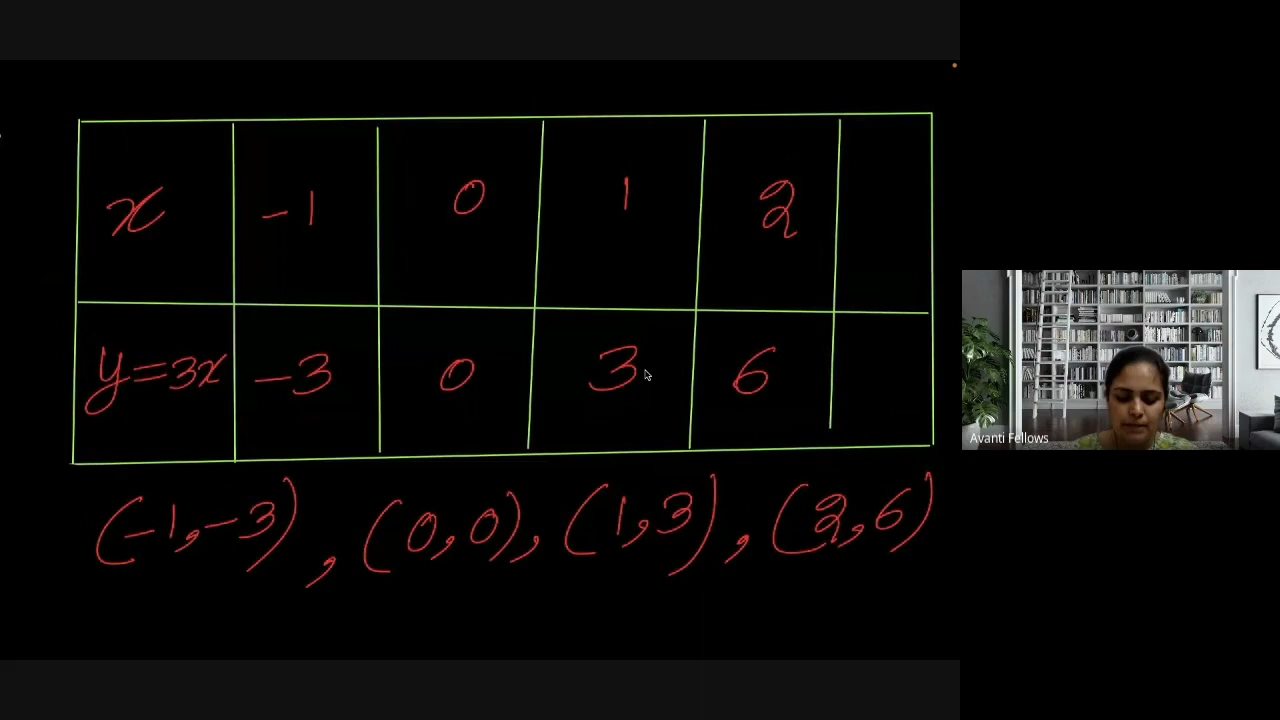 x -1 0 1 2
y=3x -3 0 3 6
(-1,-3), (0,0), (1,3), (2,6)
Avanti Fellows